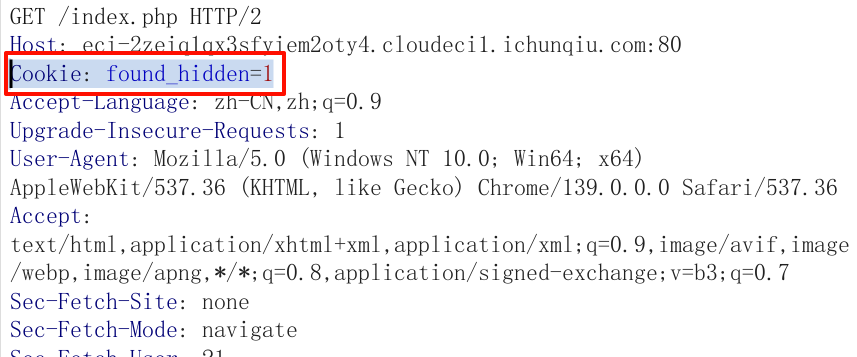 GET /index.php HTTP/2
Host: eci-2zeiq1qx3sfyiem2oty4.cloudeci1.ichunqiu.com:80
Cookie: found_hidden=1
Accept-Language: zh-CN,zh;q=0.9
Upgrade-Insecure-Requests: 1
User-Agent: Mozilla/5.0 (Windows NT 10.0; Win64; x64)
AppleWebKit/537.36 (KHTML, like Gecko) Chrome/139.0.0.0 Safari/537.36
Accept:
text/html,application/xhtml+xml,application/xml;q=0.9,image/avif,image
/webp,image/apng,*/*;q=0.8,application/signed-exchange;v=b3;q=0.7
Sec-Fetch-Site: none
Sec-Fetch-Mode: navigate
Sec-Fetch-User: